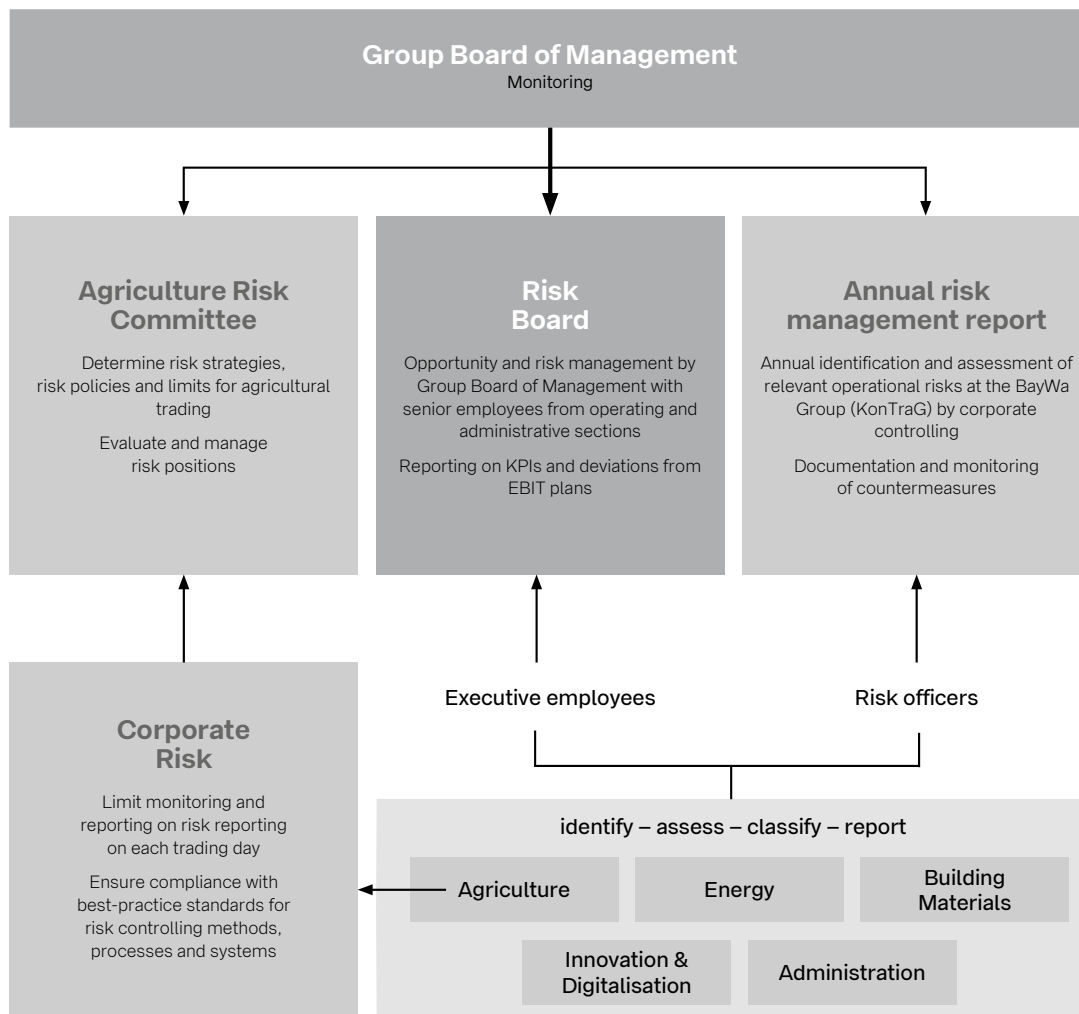 Group Board of Management
Monitoring
Agriculture Risk
Committee
Determine risk strategies,
risk policies and limits for agricultural
trading
Evaluate and manage
risk positions
Risk
Board
Opportunity and risk management by
Group Board of Management with
senior employees from operating and
administrative sections
Reporting on KPIs and deviations from
EBIT plans
Annual risk
management report
Annual identification and assessment of
relevant operational risks at the BayWa
Group (KonTraG) by corporate
controlling
Documentation and monitoring
of countermeasures
Corporate
Risk
Limit monitoring and
reporting on risk reporting
on each trading day
Ensure compliance with
best-practice standards for
risk controlling methods,
processes and systems
Executive employees
Risk officers
identify – assess – classify – report
Agriculture
Energy
Building
Materials
Innovation &
Digitalisation
Administration